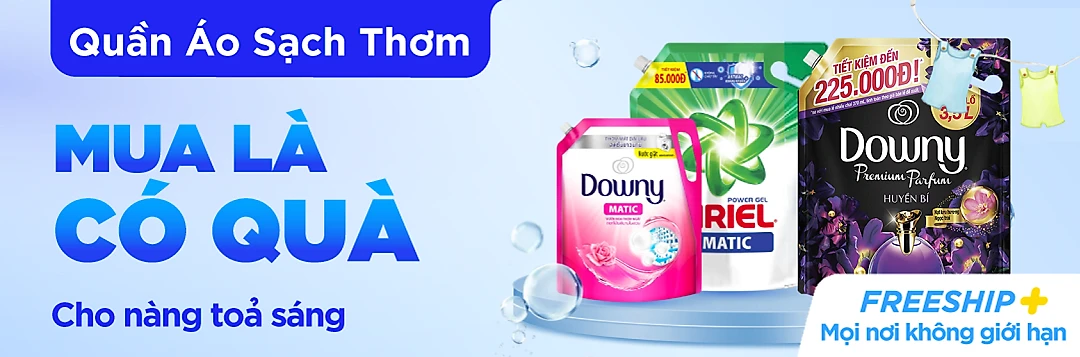 Quần Áo Sạch Thơm
MUA LÀ
CÓ QUÀ
Cho nàng toả sáng
Nước giặt
Downy
MATIC
TIẾT KIỆM
85.000Đ
POWER GEL
RIEL
MATIC
TIẾT KIỆM ĐẾN
225.000Đ!*
3,5L
Downy
Premium Parfum
HUYỀN BÍ
FREESHIP+
Mọi nơi không giới hạn